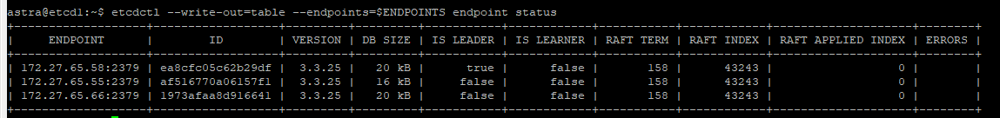 astra@etcd1:~$ etcdctl --write-out=table --endpoints=$ENDPOINTS endpoint status
+-------------------+------------------+---------+---------+-----------+------------+-----------+------------+--------------------+--------+
| ENDPOINT | ID | VERSION | DB SIZE | IS LEADER | IS LEARNER | RAFT TERM | RAFT INDEX | RAFT APPLIED INDEX | ERRORS |
+-------------------+------------------+---------+---------+-----------+------------+-----------+------------+--------------------+--------+
| 172.27.65.58:2379 | ea8cfc05c62b29df | 3.3.25 | 20 kB | true | false | 158 | 43243 | 0 | |
| 172.27.65.55:2379 | af516770a06157f1 | 3.3.25 | 16 kB | false | false | 158 | 43243 | 0 | |
| 172.27.65.66:2379 | 1973afaa8d916641 | 3.3.25 | 20 kB | false | false | 158 | 43243 | 0 | |
+-------------------+------------------+---------+---------+-----------+------------+-----------+------------+--------------------+--------+